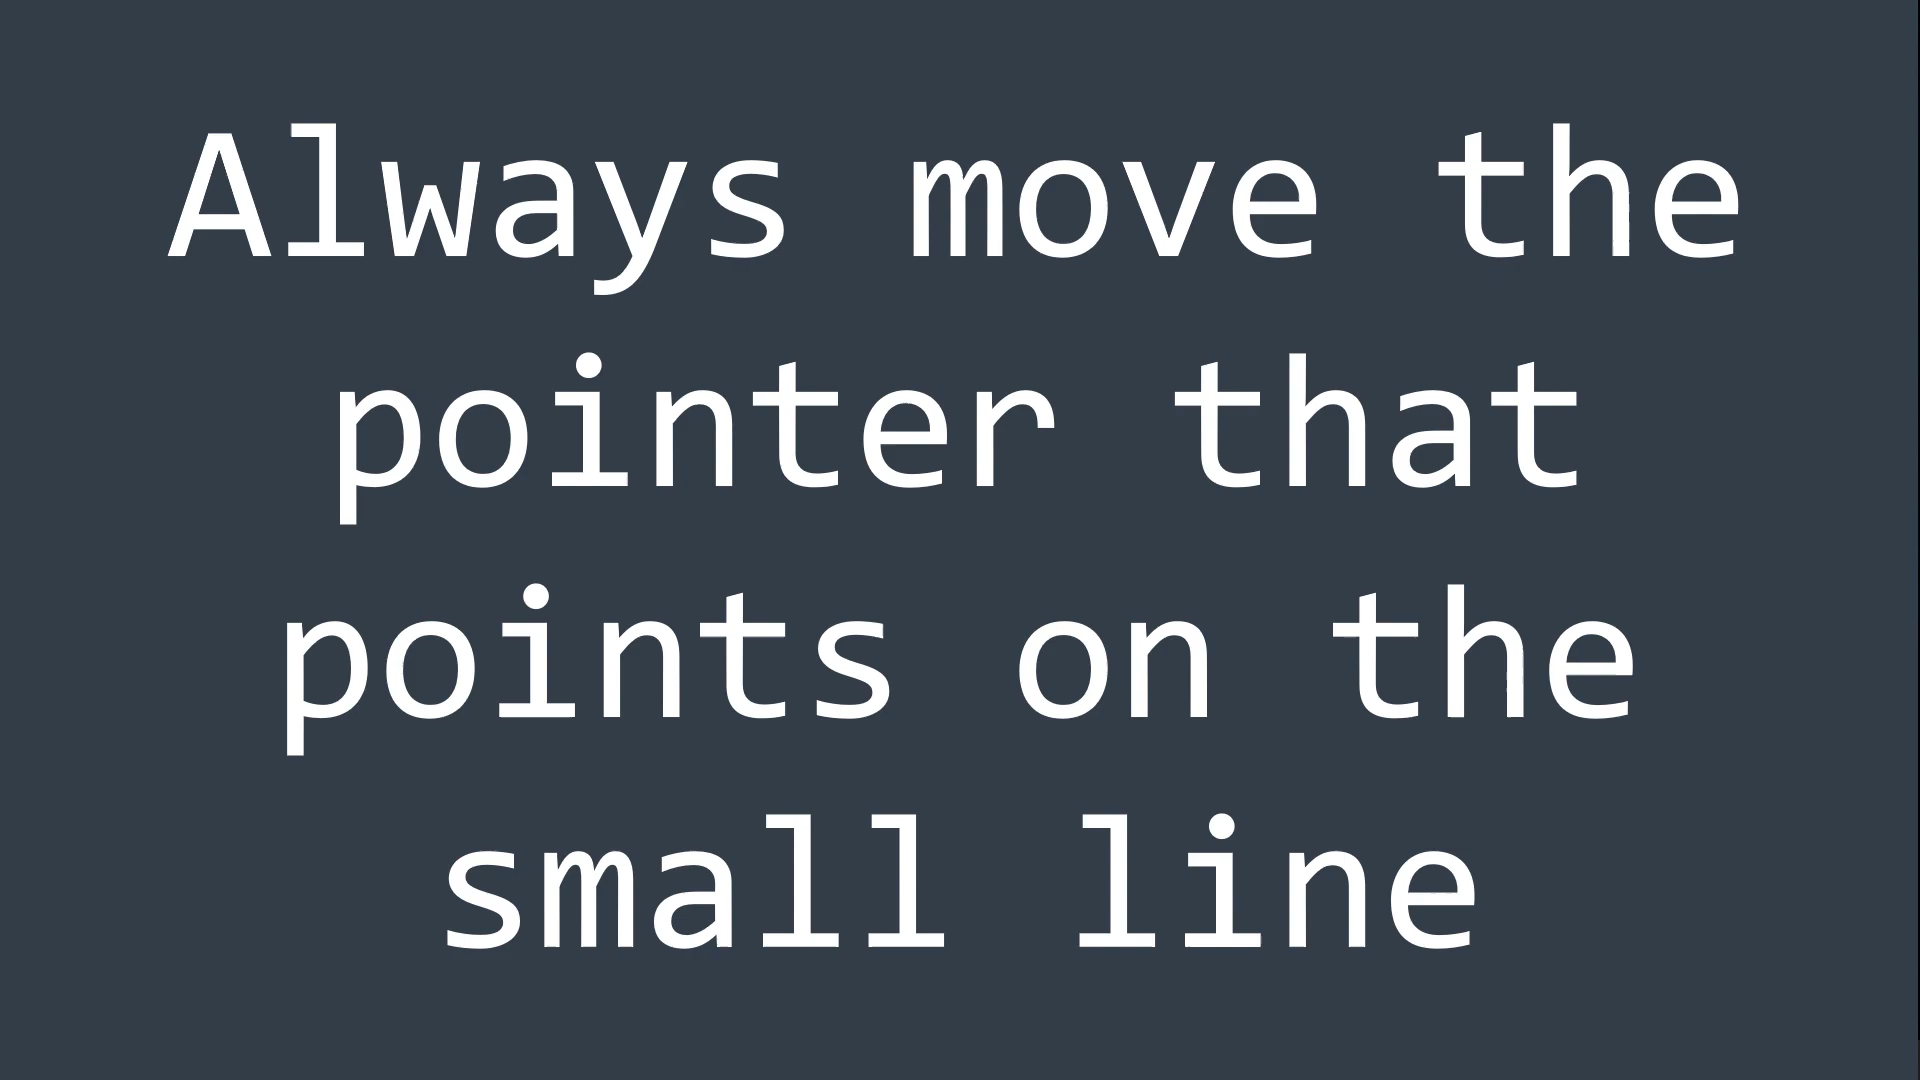 Always move the
pointer that
points on the
small line